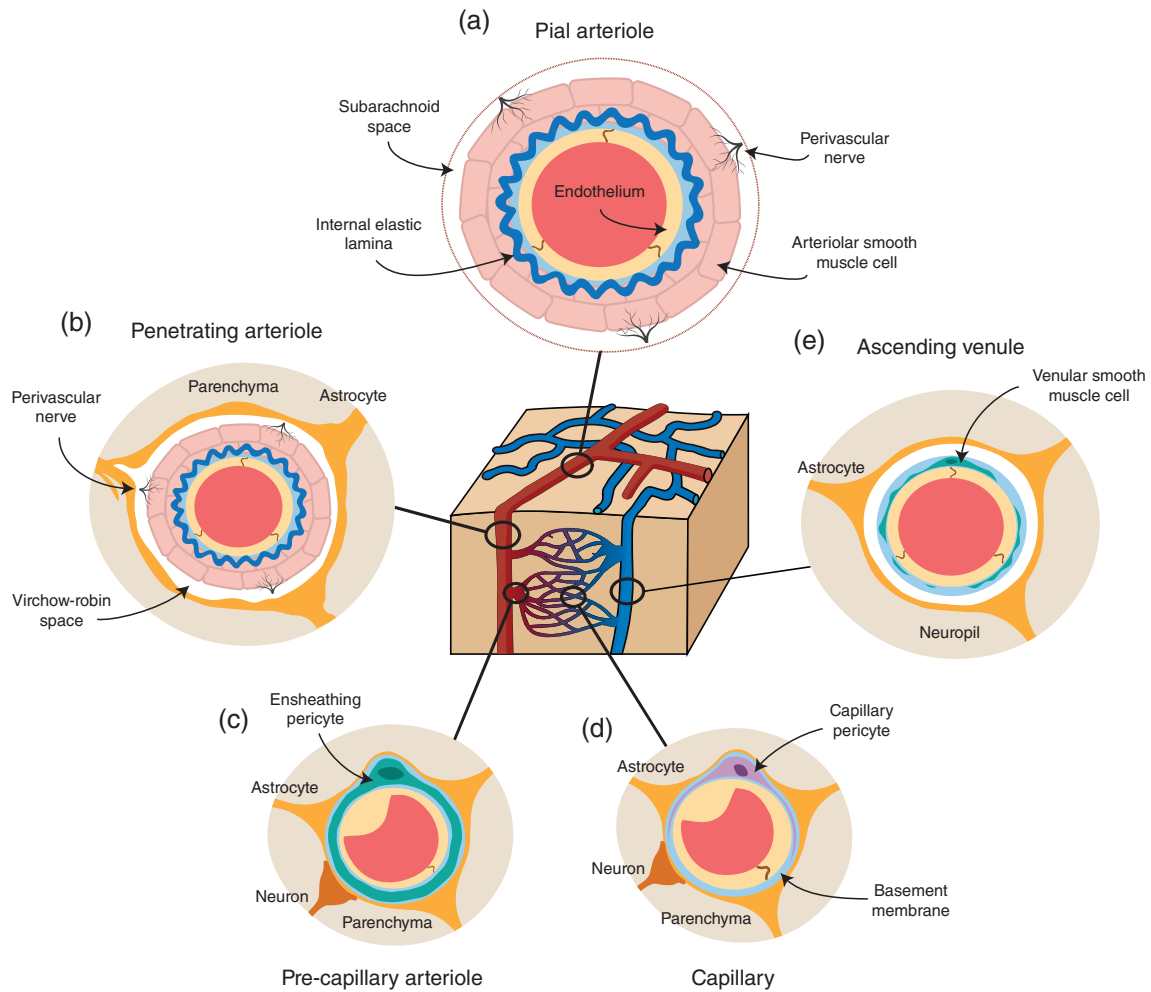 (a)
Pial arteriole
Subarachnoid
space
Perivascular
nerve
Endothelium
Internal elastic
lamina
Arteriolar smooth
muscle cell
(b)
Penetrating arteriole
Parenchyma
Astrocyte
Perivascular
nerve
Virchow-robin
space
(e)
Ascending venule
Venular smooth
muscle cell
Astrocyte
Neuropil
(c)
Ensheathing
pericyte
Astrocyte
Neuron
Parenchyma
Pre-capillary arteriole
(d)
Capillary
pericyte
Astrocyte
Neuron
Basement
membrane
Parenchyma
Capillary